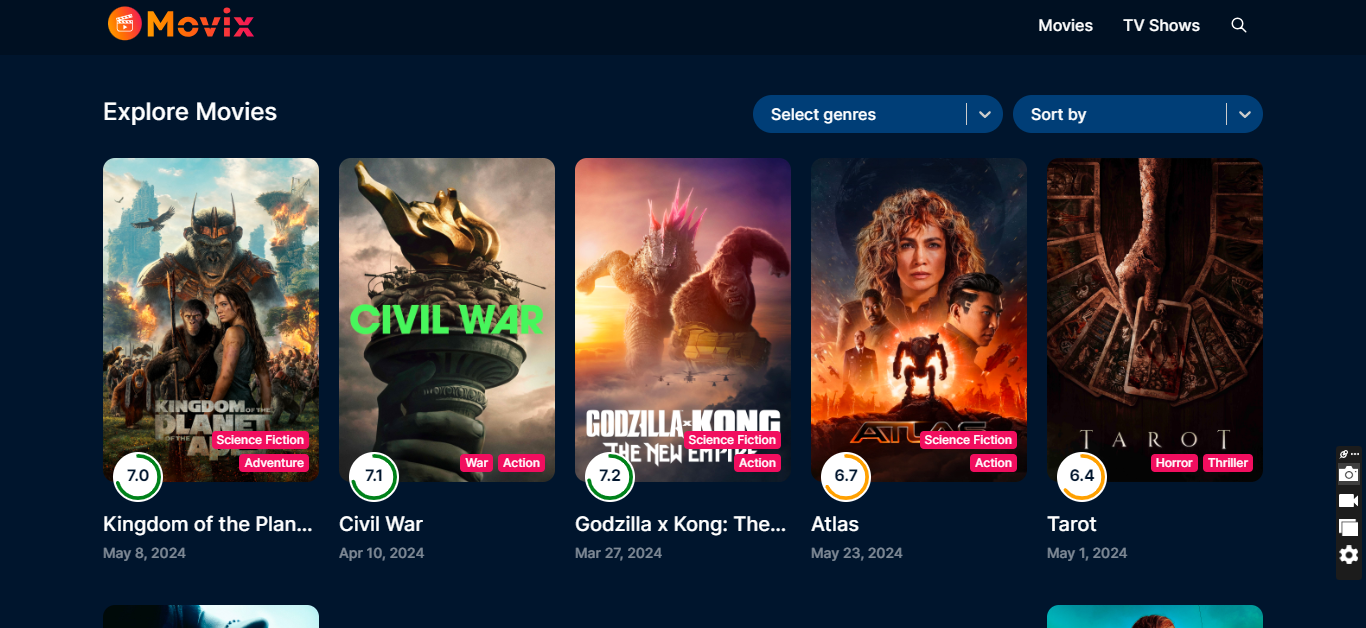 Movix
Movies
TV Shows
Explore Movies
Select genres
Sort by
KINGDOM OF THE
PLANET
OF THE APES
Science Fiction
Adventure
7.0
Kingdom of the Plan...
May 8, 2024
CIVIL WAR
War
Action
7.1
Civil War
Apr 10, 2024
GODZILLA x KONG
THE NEW EMPIRE
Science Fiction
Action
7.2
Godzilla x Kong: The...
Mar 27, 2024
ATLAS
Science Fiction
Action
6.7
Atlas
May 23, 2024
TAROT
Horror
Thriller
6.4
Tarot
May 1, 2024